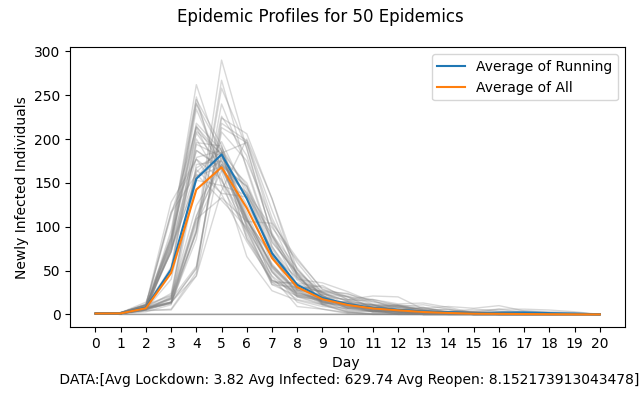 Epidemic Profiles for 50 Epidemics
300
250
200
150
100
50
0
Newly Infected Individuals
Average of Running
Average of All
0 1 2 3 4 5 6 7 8 9 10 11 12 13 14 15 16 17 18 19 20
Day
DATA:[Avg Lockdown: 3.82 Avg Infected: 629.74 Avg Reopen: 8.152173913043478]